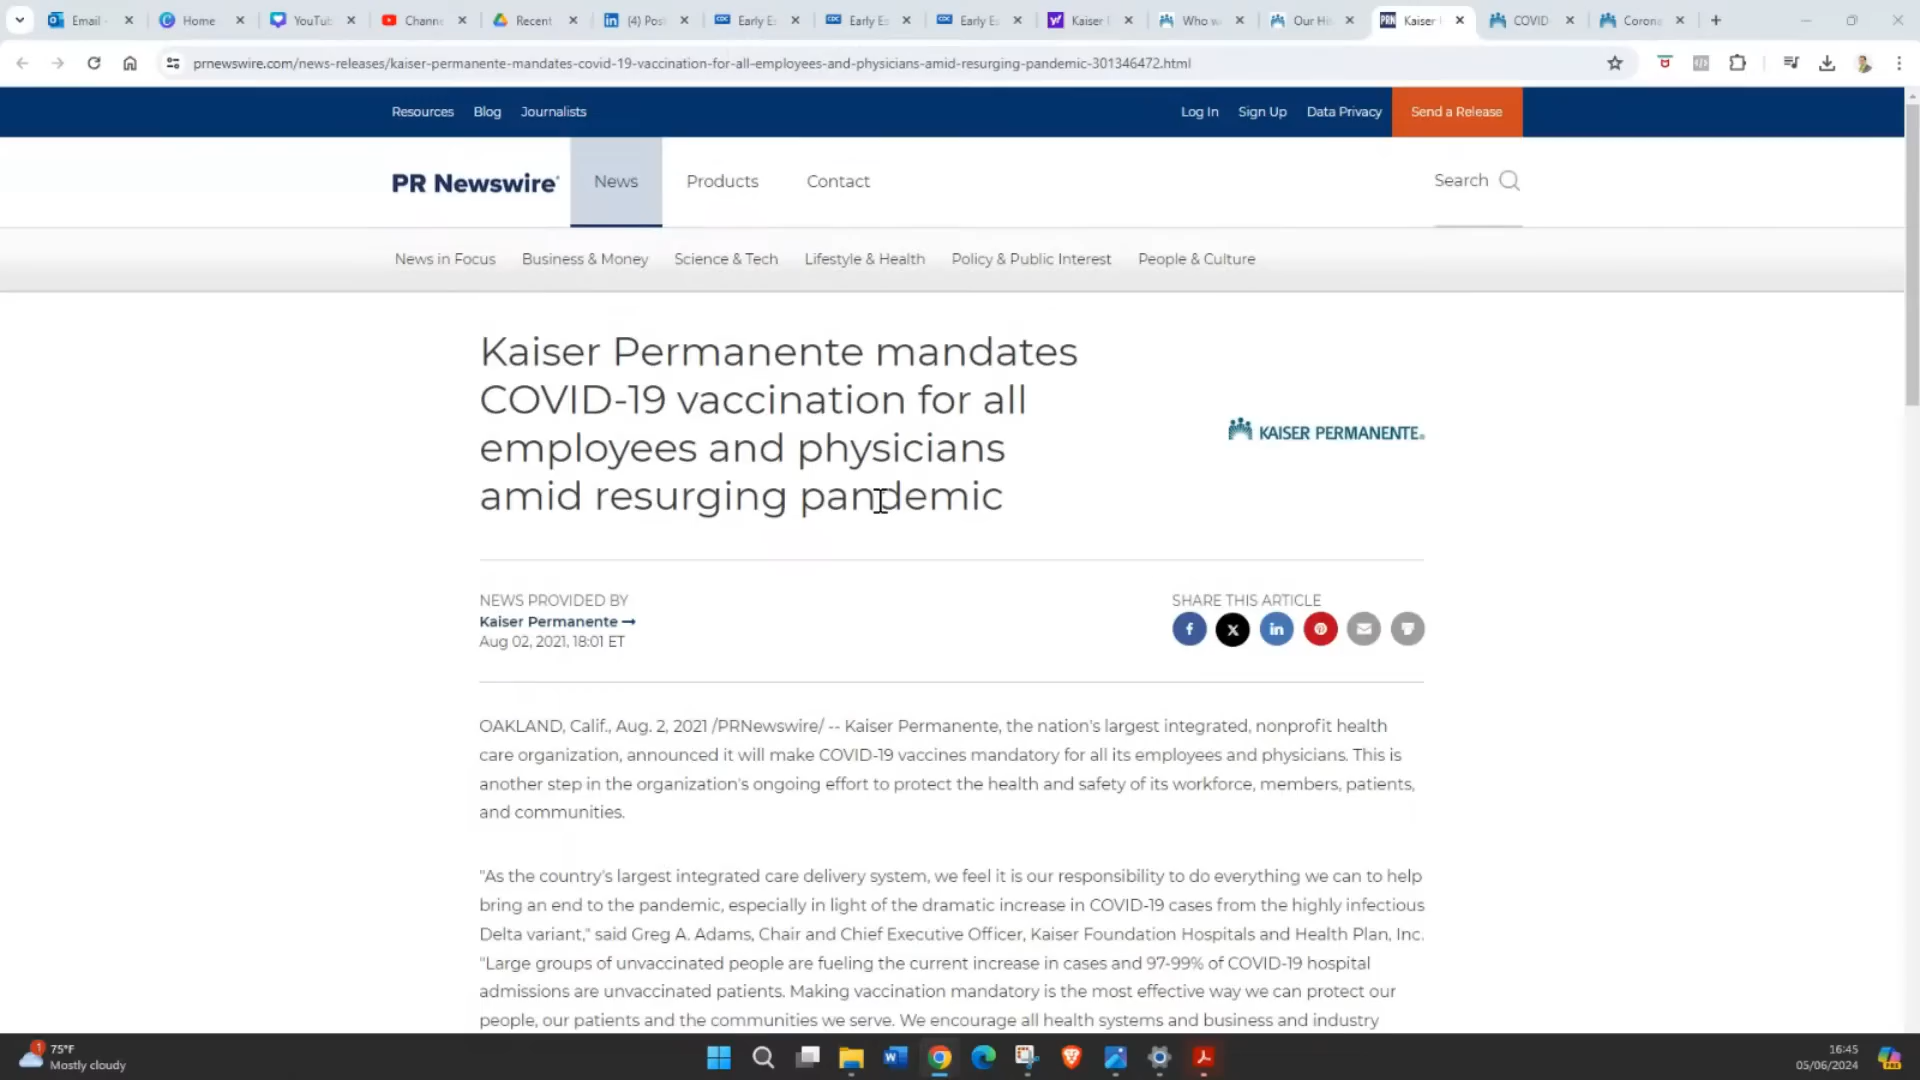 Email
Home
YouTub
Channe
Recent
(4) Pos
Early Es
Early Es
Early Es
Kaiser
Who w
Our His
Kaiser
COVID
Corona
prnewswire.com/news-releases/kaiser-permanente-mandates-covid-19-vaccination-for-all-employees-and-physicians-amid-resurging-pandemic-301346472.html
Resources Blog Journalists
Log In Sign Up Data Privacy Send a Release
PR Newswire News Products Contact
Search
News in Focus Business & Money Science & Tech Lifestyle & Health Policy & Public Interest People & Culture
Kaiser Permanente mandates
COVID-19 vaccination for all
employees and physicians
amid resurging pandemic
KAISER PERMANENTE®
NEWS PROVIDED BY
Kaiser Permanente →
Aug 02, 2021, 18:01 ET
SHARE THIS ARTICLE
OAKLAND, Calif., Aug. 2, 2021 /PRNewswire/ -- Kaiser Permanente, the nation's largest integrated, nonprofit health
care organization, announced it will make COVID-19 vaccines mandatory for all its employees and physicians. This is
another step in the organization's ongoing effort to protect the health and safety of its workforce, members, patients,
and communities.
"As the country's largest integrated care delivery system, we feel it is our responsibility to do everything we can to help
bring an end to the pandemic, especially in light of the dramatic increase in COVID-19 cases from the highly infectious
Delta variant," said Greg A. Adams, Chair and Chief Executive Officer, Kaiser Foundation Hospitals and Health Plan, Inc.
"Large groups of unvaccinated people are fueling the current increase in cases and 97-99% of COVID-19 hospital
admissions are unvaccinated patients. Making vaccination mandatory is the most effective way we can protect our
people, our patients and the communities we serve. We encourage all health systems and business and industry
75°F
Mostly cloudy
16:45
05/06/2024